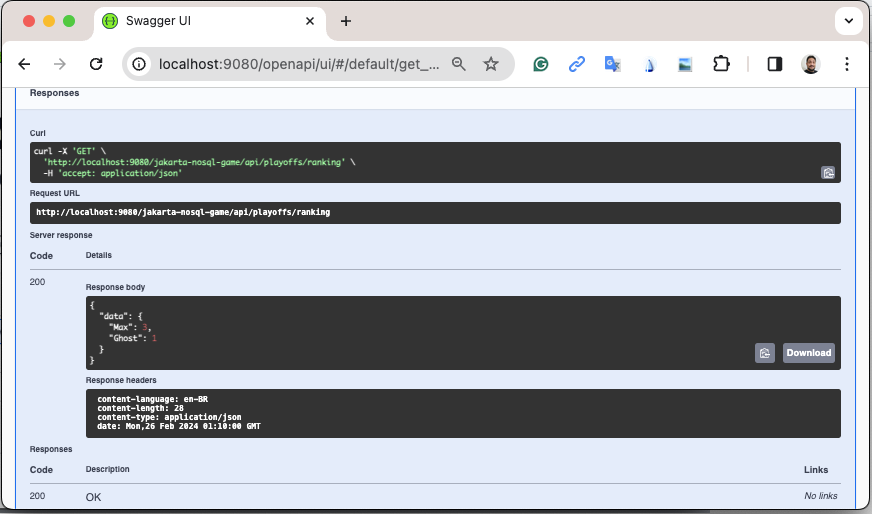 Swagger UI
localhost:9080/openapi/ui/#/default/get_...
Responses
Curl
curl -X 'GET' \
'http://localhost:9080/jakarta-nosql-game/api/playoffs/ranking' \
-H 'accept: application/json'
Request URL
http://localhost:9080/jakarta-nosql-game/api/playoffs/ranking
Server response
Code Details
200
Response body
{
"data": {
"Max": 3,
"Ghost": 1
}
}
Download
Response headers
content-language: en-BR
content-length: 28
content-type: application/json
date: Mon,26 Feb 2024 01:10:00 GMT
Responses
Code Description Links
200 OK No links